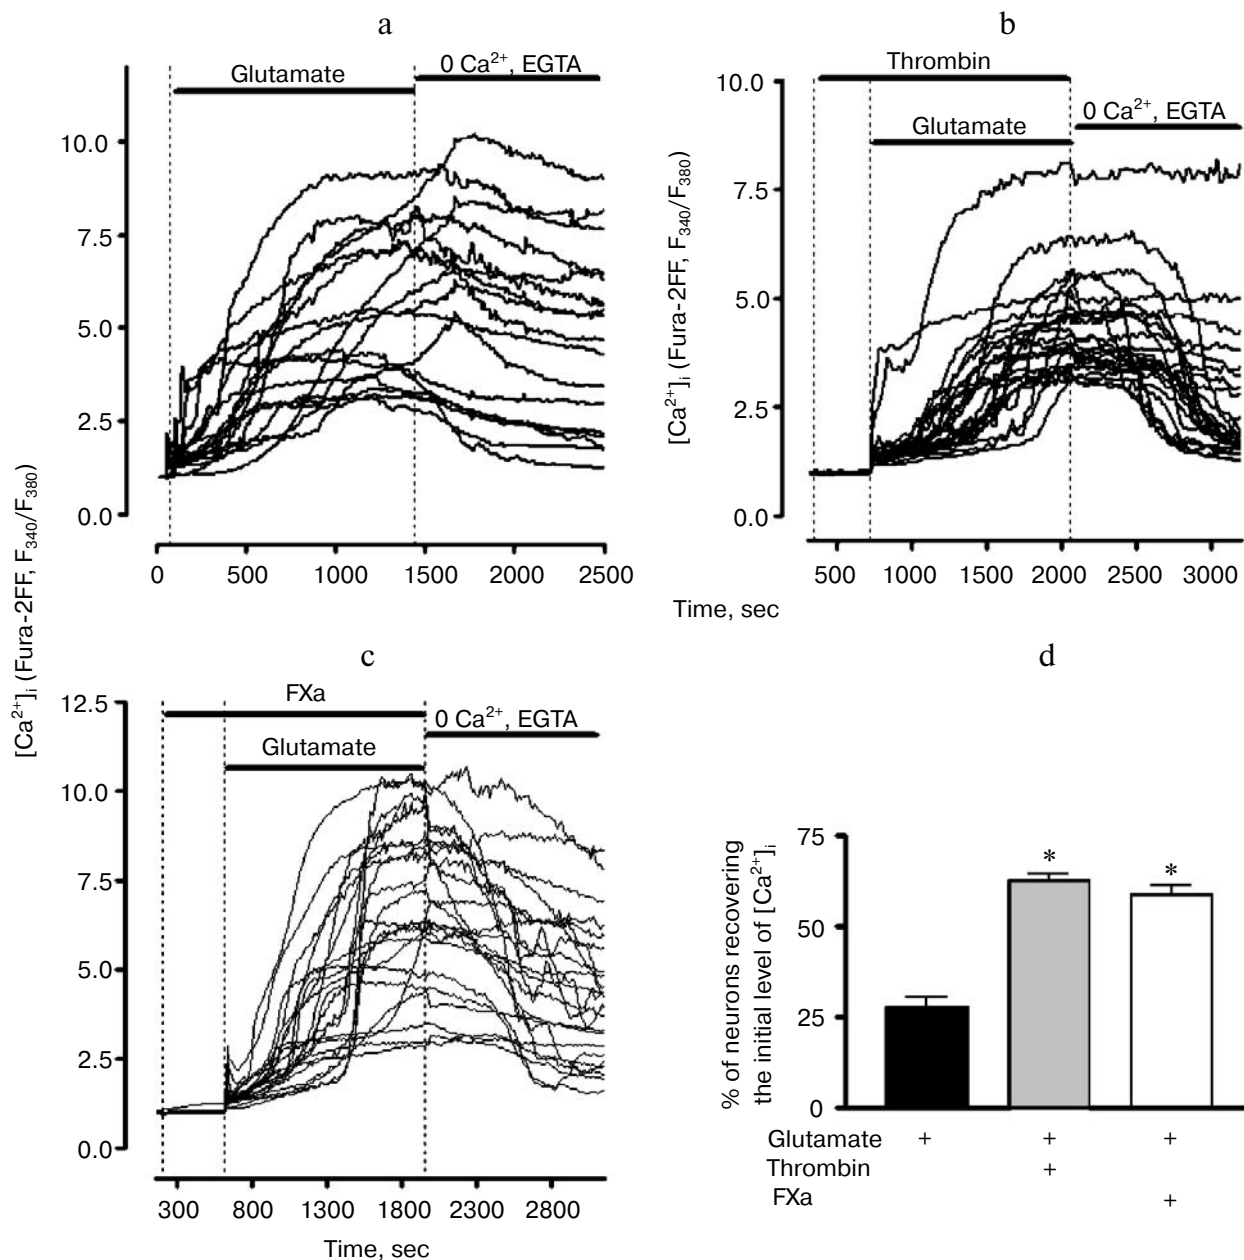 a
Glutamate
0 Ca²⁺, EGTA
10.0
7.5
5.0
2.5
0.0
0 500 1000 1500 2000 2500
[Ca²⁺]ᵢ (Fura-2FF, F₃₄₀/F₃₈₀)
b
Thrombin
Glutamate
0 Ca²⁺, EGTA
10.0
7.5
5.0
2.5
0.0
500 1000 1500 2000 2500 3000
[Ca²⁺]ᵢ (Fura-2FF, F₃₄₀/F₃₈₀)
Time, sec
c
FXa
Glutamate
0 Ca²⁺, EGTA
12.5
10.0
7.5
5.0
2.5
0.0
300 800 1300 1800 2300 2800
Time, sec
d
% of neurons recovering
the initial level of [Ca²⁺]ᵢ
75
50
25
0
* *
Glutamate + + +
Thrombin +
FXa +